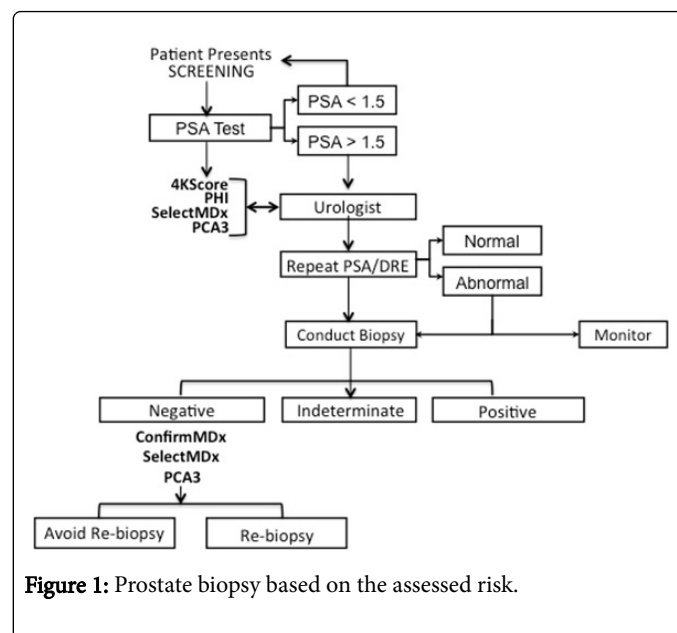 Patient Presents
SCREENING
PSA < 1.5
PSA Test
PSA > 1.5
4KScore
PHI
SelectMDx
PCA3
Urologist
Normal
Repeat PSA/DRE
Abnormal
Conduct Biopsy
Monitor
Negative
Indeterminate
Positive
ConfirmMDx
SelectMDx
PCA3
Avoid Re-biopsy
Re-biopsy
Figure 1: Prostate biopsy based on the assessed risk.